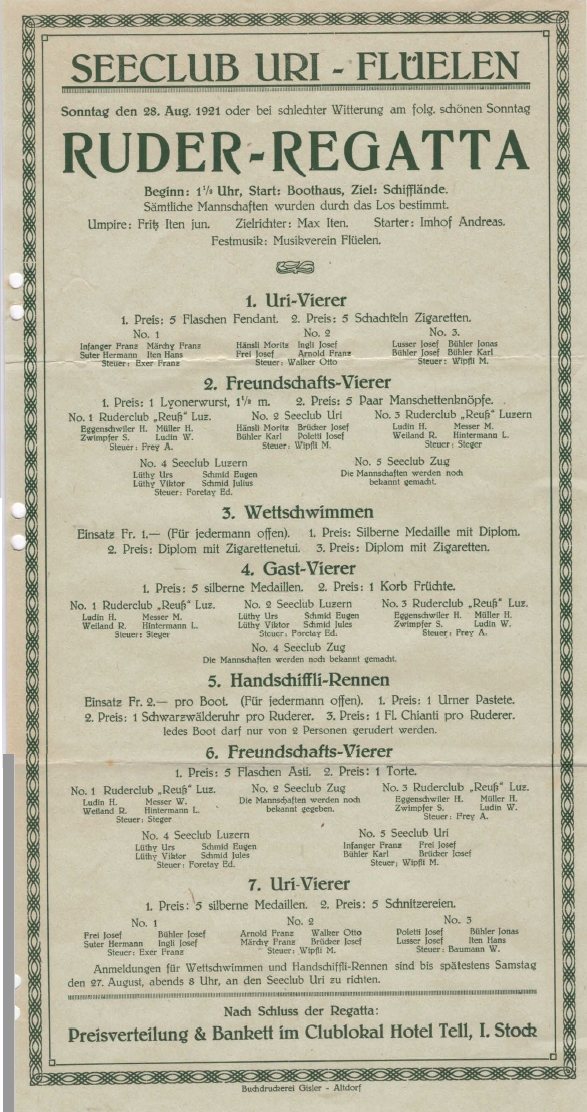 SEECLUB URI - FLÜELEN
Sonntag den 28. Aug. 1921 oder bei schlechter Witterung am folg. schönen Sonntag
RUDER-REGATTA
Beginn: 1½ Uhr, Start: Boothaus, Ziel: Schifflände.
Sämtliche Mannschaften wurden durch das Los bestimmt.
Umpire: Fritz Iten jun. Zielrichter: Max Iten. Starter: Imhof Andreas.
Festmusik: Musikverein Flüelen.
1. Uri-Vierer
1. Preis: 5 Flaschen Fendant. 2. Preis: 5 Schachteln Zigaretten.
No. 1 No. 2 No. 3.
Infanger Franz Märchy Franz Hänsli Moritz Ingli Josef Lusser Josef Bühler Jonas
Suter Hermann Iten Hans Frei Josef Arnold Franz Bühler Josef Bühler Karl
Steuer: Exer Franz Steuer: Walker Otto Steuer: Wipfli M.
2. Freundschafts-Vierer
1. Preis: 1 Lyonerwurst, 1½ m. 2. Preis: 5 Paar Manschettenknöpfe.
No. 1 Ruderclub „Reuß“ Luz. No. 2 Seeclub Uri No. 3 Ruderclub „Reuß“ Luzern
Eggenschwiler H. Müller H. Hänsli Moritz Brücker Josef Ludin H. Messer M.
Zwimpfer S. Ludin W. Bühler Karl Poletti Josef Weiland R. Hintermann L.
Steuer: Frey A. Steuer: Wipfli M. Steuer: Steger
No. 4 Seeclub Luzern No. 5 Seeclub Zug
Lüthy Urs Schmid Eugen Die Mannschaften werden noch
Lüthy Viktor Schmid Julius bekannt gemacht.
Steuer: Foretay Ed.
3. Wettschwimmen
Einsatz Fr. 1.— (Für jedermann offen). 1. Preis: Silberne Medaille mit Diplom.
2. Preis: Diplom mit Zigarettenetui. 3. Preis: Diplom mit Zigaretten.
4. Gast-Vierer
1. Preis: 5 silberne Medaillen. 2. Preis: 1 Korb Früchte.
No. 1 Ruderclub „Reuß“ Luz. No. 2 Seeclub Luzern No. 3 Ruderclub „Reuß“ Luz.
Ludin H. Messer M. Lüthy Urs Schmid Eugen Eggenschwiler H. Müller H.
Weiland R. Hintermann L. Lüthy Viktor Schmid Jules Zwimpfer S. Ludin W.
Steuer: Steger Steuer: Foretay Ed. Steuer: Frey A.
No. 4 Seeclub Zug
Die Mannschaften werden noch bekannt gemacht.
5. Handschiffli-Rennen
Einsatz Fr. 2.— pro Boot. (Für jedermann offen). 1. Preis: 1 Urner Pastete.
2. Preis: 1 Schwarzwälderuhr pro Ruderer. 3. Preis: 1 Fl. Chianti pro Ruderer.
Jedes Boot darf nur von 2 Personen gerudert werden.
6. Freundschafts-Vierer
1. Preis: 5 Flaschen Asti. 2. Preis: 1 Torte.
No. 1 Ruderclub „Reuß“ Luz. No. 2 Seeclub Zug No. 3 Ruderclub „Reuß“ Luz.
Ludin H. Messer W. Die Mannschaften werden noch Eggenschwiler H. Müller H.
Weiland R. Hintermann L. bekannt gegeben. Zwimpfer S. Ludin W.
Steuer: Steger Steuer: Frey A.
No. 4 Seeclub Luzern No. 5 Seeclub Uri
Lüthy Urs Schmid Eugen Infanger Franz Frei Josef
Lüthy Viktor Schmid Jules Bühler Karl Brücker Josef
Steuer: Foretay Ed. Steuer; Wipfli M.
7. Uri-Vierer
1. Preis: 5 silberne Medaillen. 2. Preis: 5 Schnitzereien.
No. 1 No. 2 No. 3
Frei Josef Bühler Josef Arnold Franz Walker Otto Poletti Josef Bühler Jonas
Suter Hermann Ingli Josef Märchy Franz Brücker Josef Lusser Josef Iten Hans
Steuer: Exer Franz Steuer: Wipfli M. Steuer: Baumann W.
Anmeldungen für Wettschwimmen und Handschiffli-Rennen sind bis spätestens Samstag
den 27. August, abends 8 Uhr, an den Seeclub Uri zu richten.
Nach Schluss der Regatta:
Preisverteilung & Bankett im Clublokal Hotel Tell, I. Stock
Buchdruckerei Gisler - Altdorf